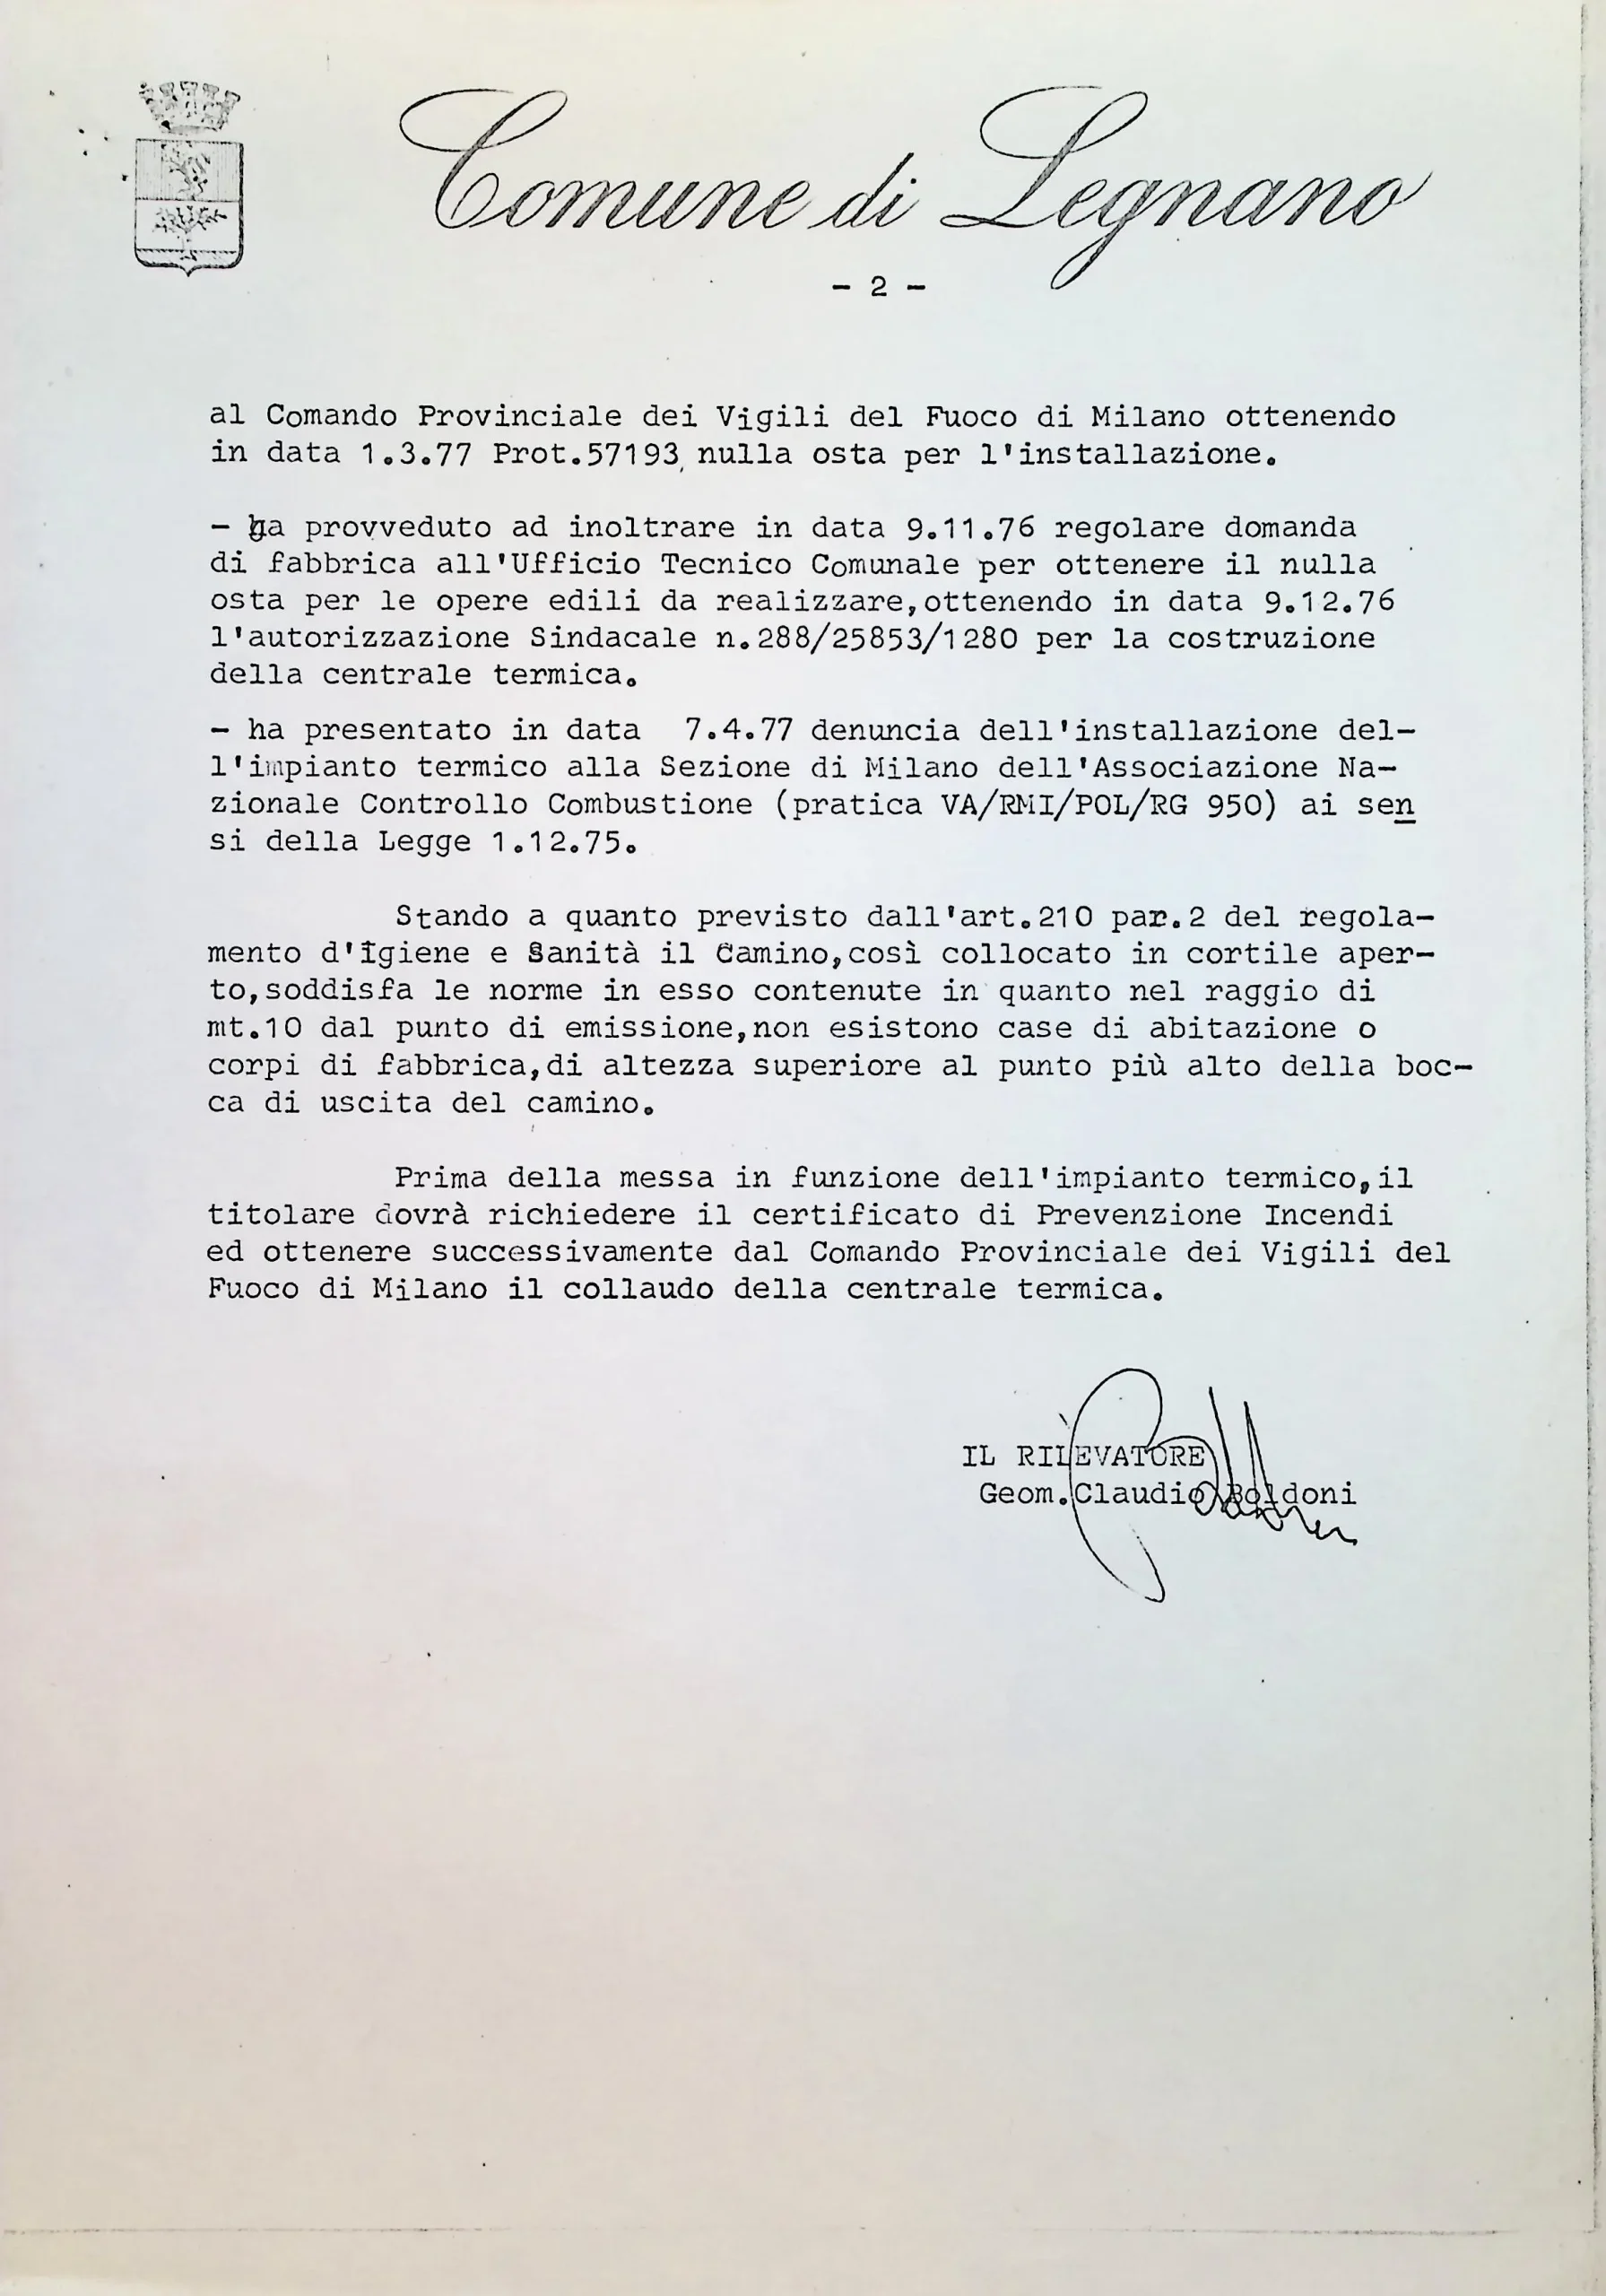 Comune di Legnano
- 2 -
al Comando Provinciale dei Vigili del Fuoco di Milano ottenendo
in data 1.3.77 Prot.57193, nulla osta per l'installazione.
- ha provveduto ad inoltrare in data 9.11.76 regolare domanda
di fabbrica all'Ufficio Tecnico Comunale per ottenere il nulla
osta per le opere edili da realizzare,ottenendo in data 9.12.76
l'autorizzazione Sindacale n.288/25853/1280 per la costruzione
della centrale termica.
- ha presentato in data 7.4.77 denuncia dell'installazione del-
l'impianto termico alla Sezione di Milano dell'Associazione Na-
zionale Controllo Combustione (pratica VA/RMI/POL/RG 950) ai sen
si della Legge 1.12.75.
Stando a quanto previsto dall'art.210 par.2 del regola-
mento d'Igiene e Sanità il Camino,così collocato in cortile aper-
to,soddisfa le norme in esso contenute in quanto nel raggio di
mt.10 dal punto di emissione,non esistono case di abitazione o
corpi di fabbrica,di altezza superiore al punto più alto della boc-
ca di uscita del camino.
Prima della messa in funzione dell'impianto termico,il
titolare dovrà richiedere il certificato di Prevenzione Incendi
ed ottenere successivamente dal Comando Provinciale dei Vigili del
Fuoco di Milano il collaudo della centrale termica.
IL RILEVATORE
Geom.Claudio Boldoni